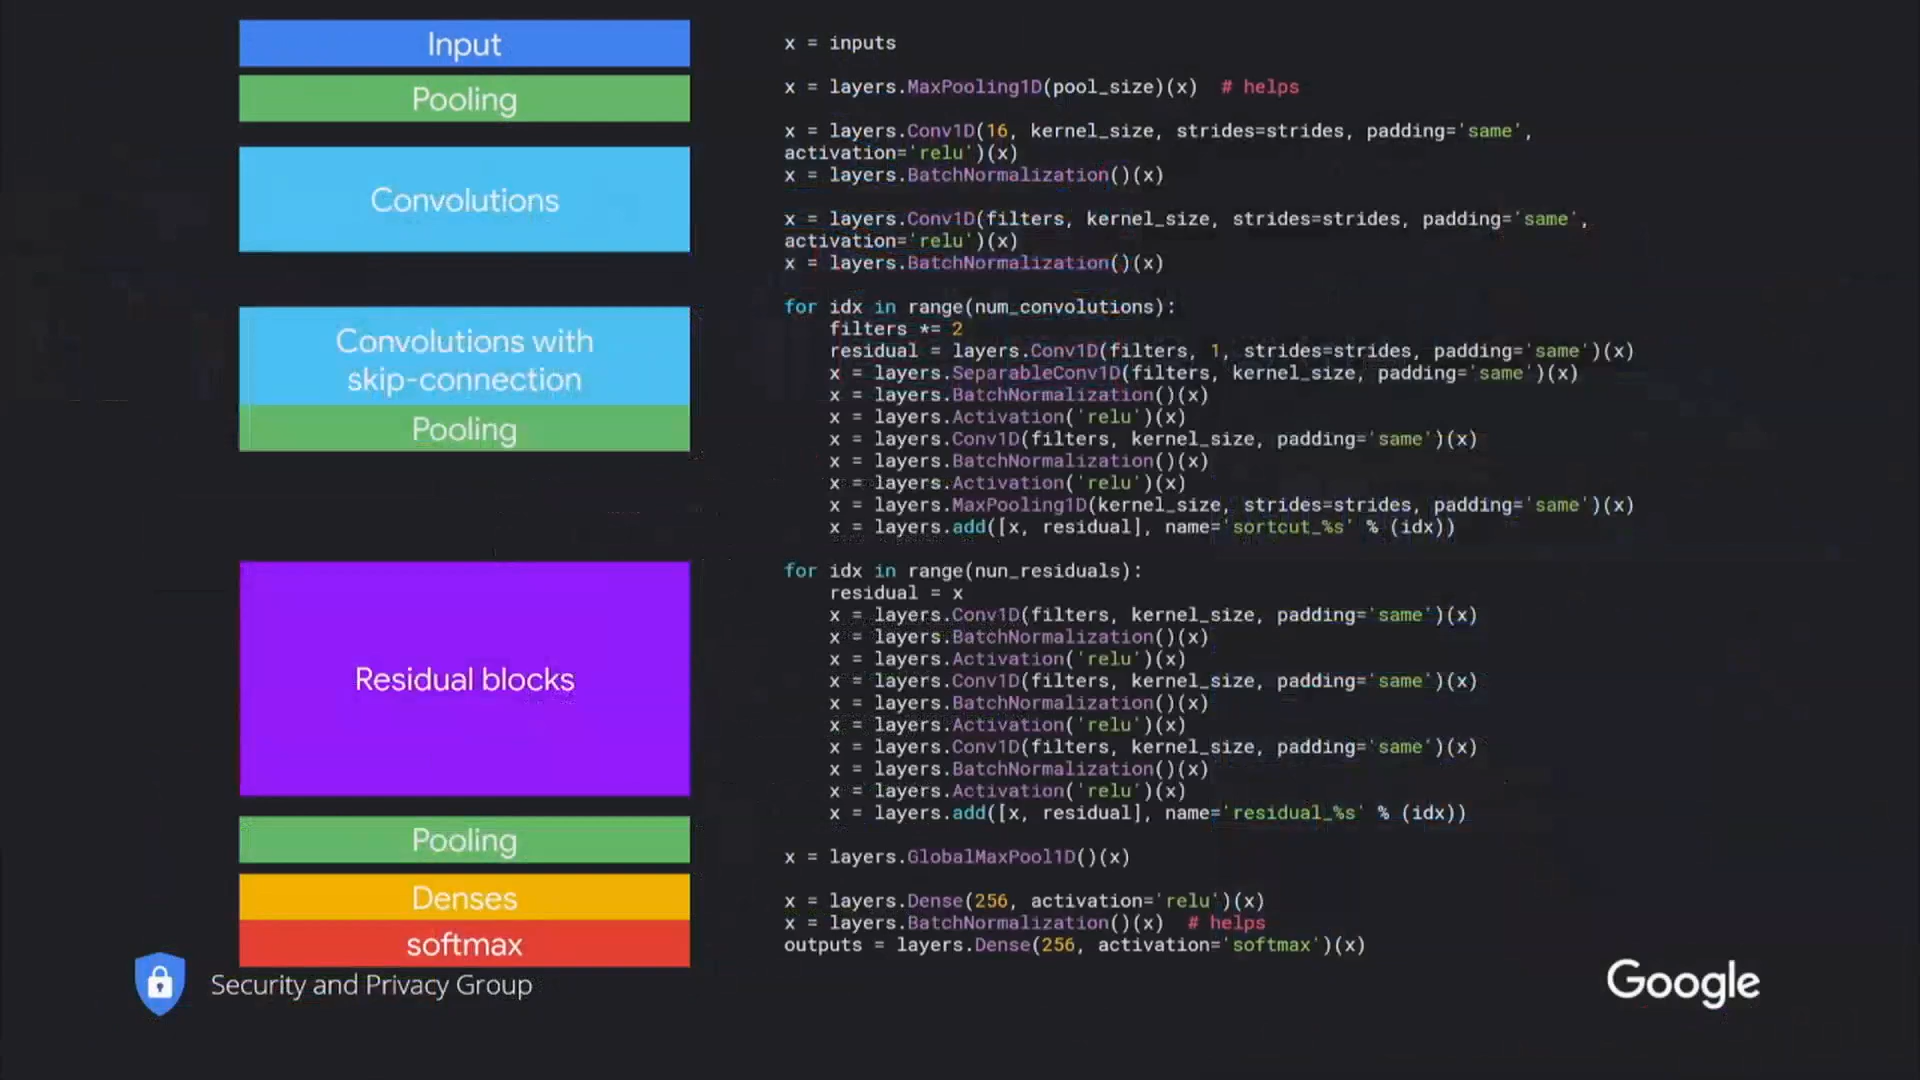 Input
Pooling
Convolutions
Convolutions with
skip-connection
Pooling
Residual blocks
Pooling
Denses
softmax
x = inputs
x = layers.MaxPooling1D(pool_size)(x)  # helps
x = layers.Conv1D(16, kernel_size, strides=strides, padding='same',
activation='relu')(x)
x = layers.BatchNormalization()(x)
x = layers.Conv1D(filters, kernel_size, strides=strides, padding='same',
activation='relu')(x)
x = layers.BatchNormalization()(x)
for idx in range(num_convolutions):
    filters *= 2
    residual = layers.Conv1D(filters, 1, strides=strides, padding='same')(x)
    x = layers.SeparableConv1D(filters, kernel_size, padding='same')(x)
    x = layers.BatchNormalization()(x)
    x = layers.Activation('relu')(x)
    x = layers.Conv1D(filters, kernel_size, padding='same')(x)
    x = layers.BatchNormalization()(x)
    x = layers.Activation('relu')(x)
    x = layers.MaxPooling1D(kernel_size, strides=strides, padding='same')(x)
    x = layers.add([x, residual], name='sortcut_%s' % (idx))
for idx in range(nun_residuals):
    residual = x
    x = layers.Conv1D(filters, kernel_size, padding='same')(x)
    x = layers.BatchNormalization()(x)
    x = layers.Activation('relu')(x)
    x = layers.Conv1D(filters, kernel_size, padding='same')(x)
    x = layers.BatchNormalization()(x)
    x = layers.Activation('relu')(x)
    x = layers.Conv1D(filters, kernel_size, padding='same')(x)
    x = layers.BatchNormalization()(x)
    x = layers.Activation('relu')(x)
    x = layers.add([x, residual], name='residual_%s' % (idx))
x = layers.GlobalMaxPool1D()(x)
x = layers.Dense(256, activation='relu')(x)
x = layers.BatchNormalization()(x)  # helps
outputs = layers.Dense(256, activation='softmax')(x)
Security and Privacy Group
Google